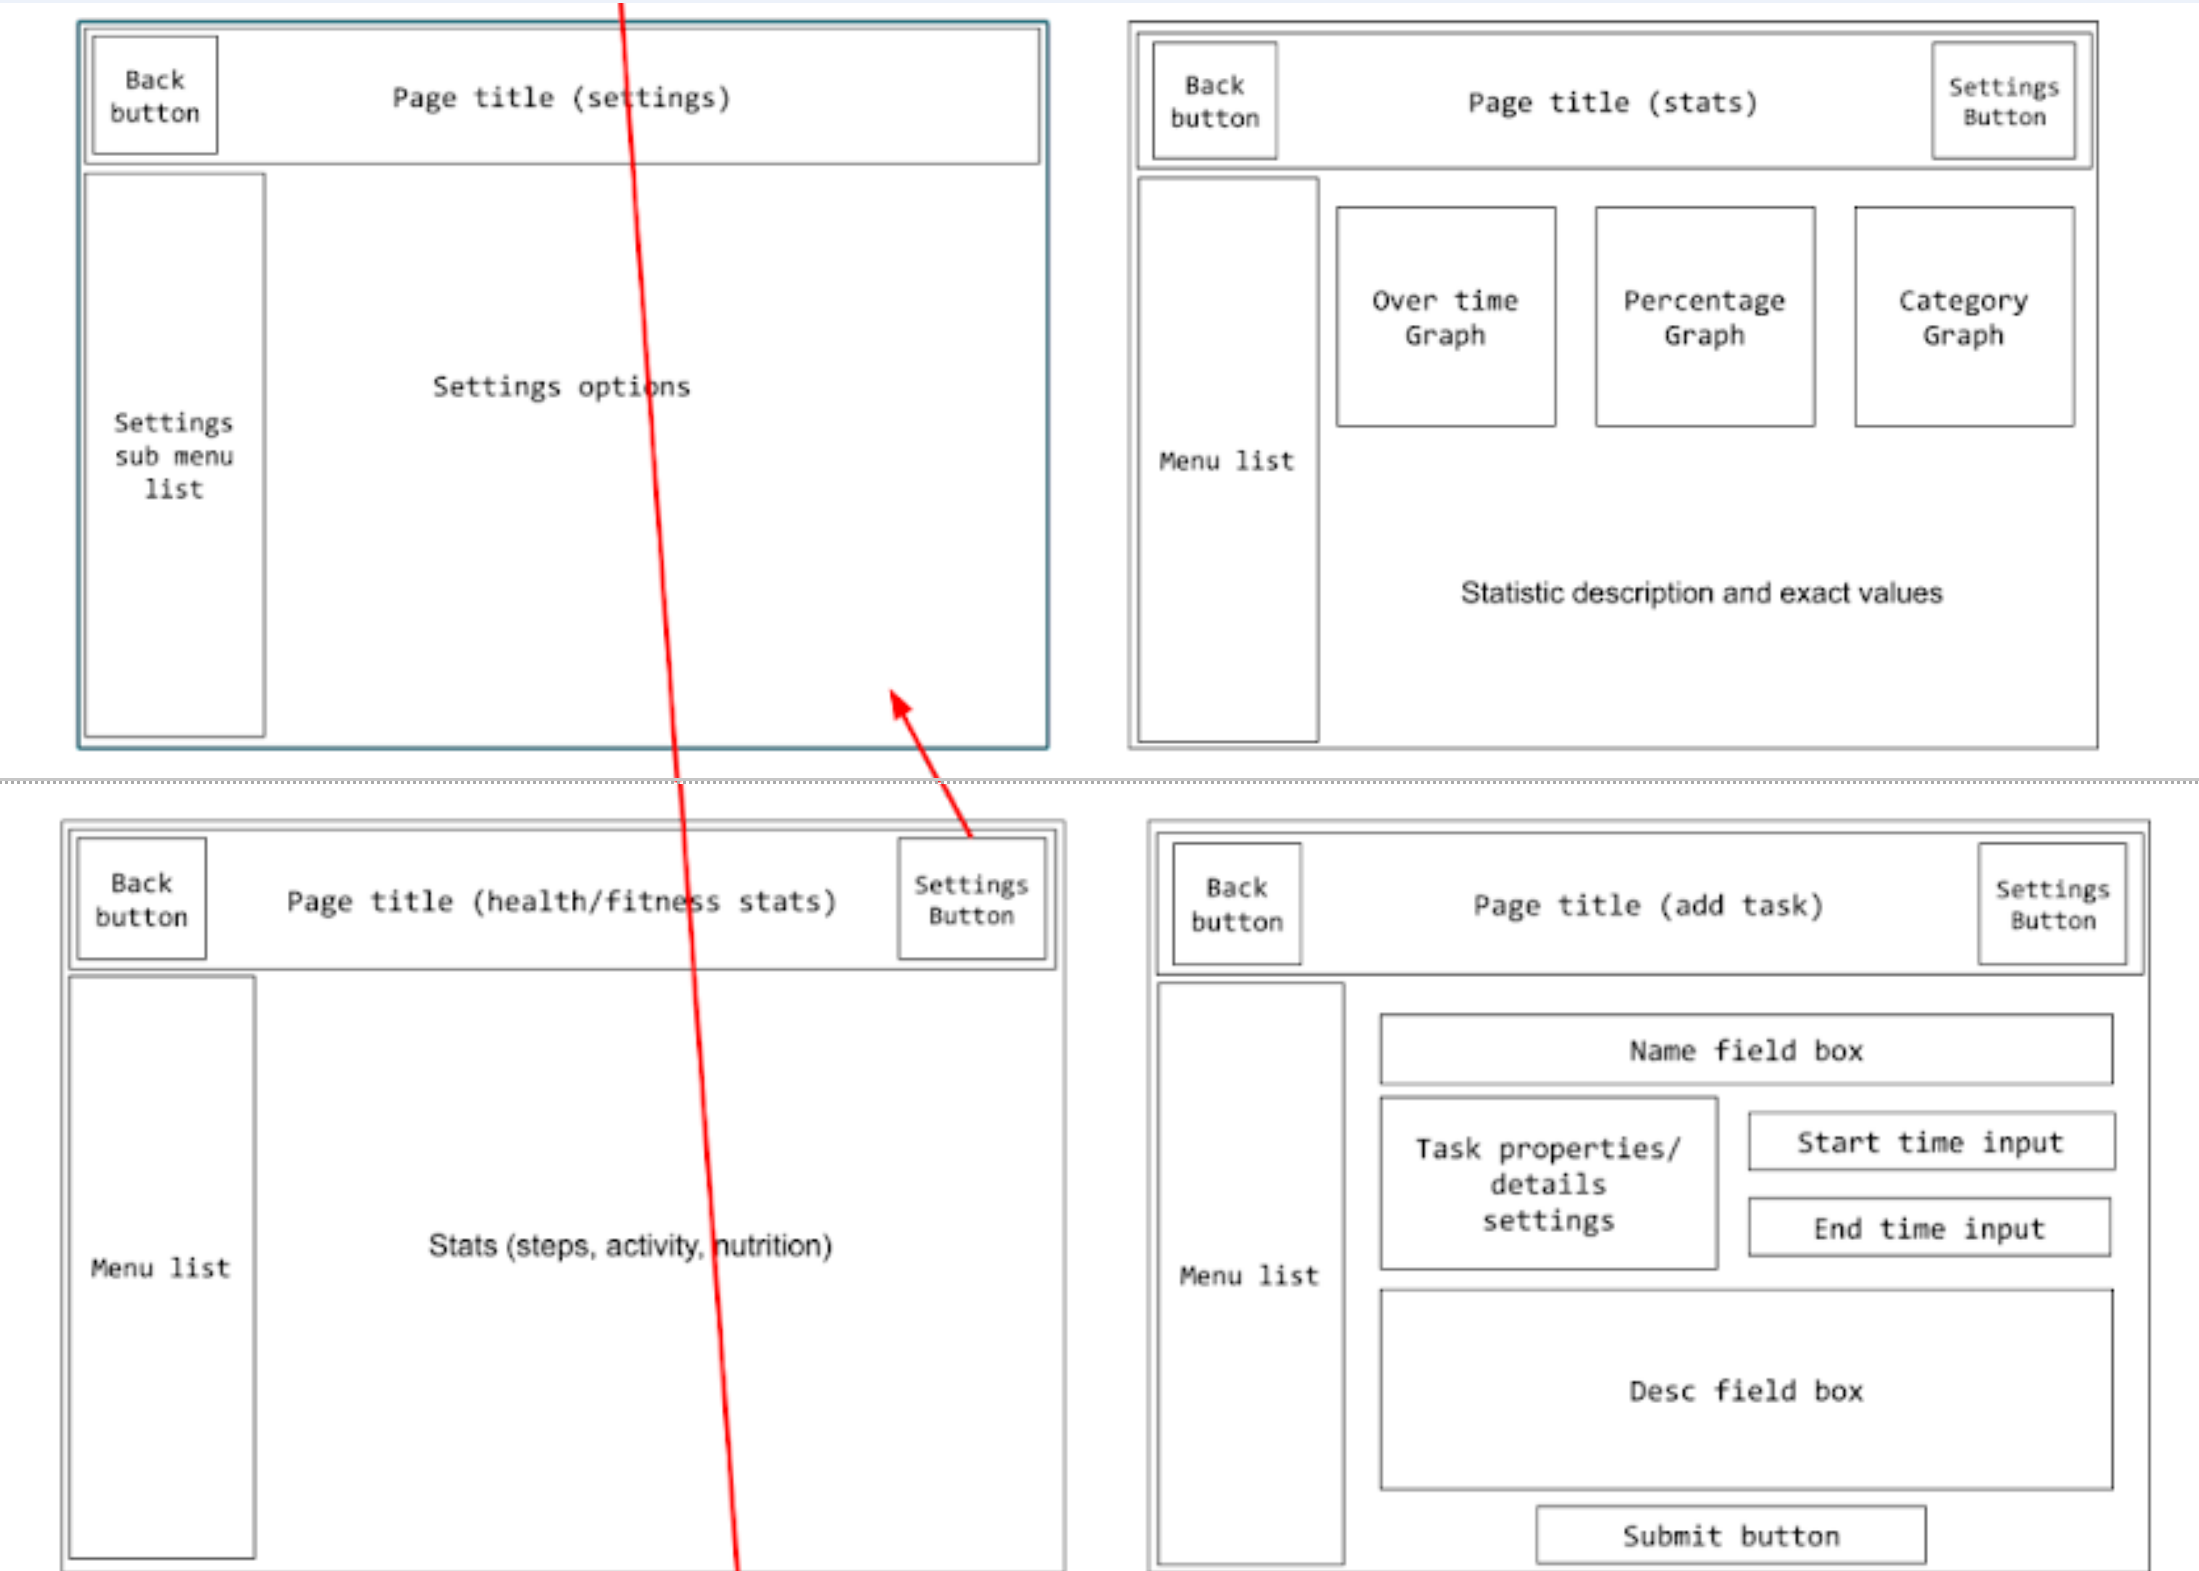 Back
button
Page title (settings)
Settings
sub menu
list
Settings options
Back
button
Page title (stats)
Settings
Button
Menu list
Over time
Graph
Percentage
Graph
Category
Graph
Statistic description and exact values
Back
button
Page title (health/fitness stats)
Settings
Button
Menu list
Stats (steps, activity, nutrition)
Back
button
Page title (add task)
Settings
Button
Menu list
Name field box
Task properties/
details
settings
Start time input
End time input
Desc field box
Submit button